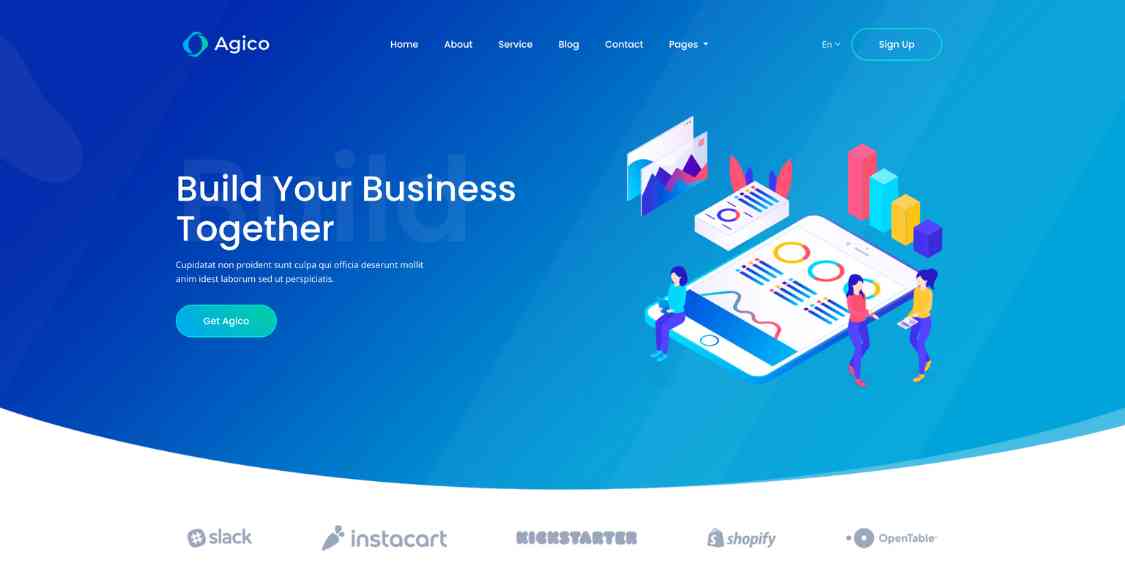 Agico
Home About Service Blog Contact Pages
En
Sign Up
Build
Build Your Business
Together
Cupidatat non proident sunt culpa qui officia deserunt mollit
anim idest laborum sed ut perspiciatis.
Get Agico
slack instacart KICKSTARTER shopify OpenTable